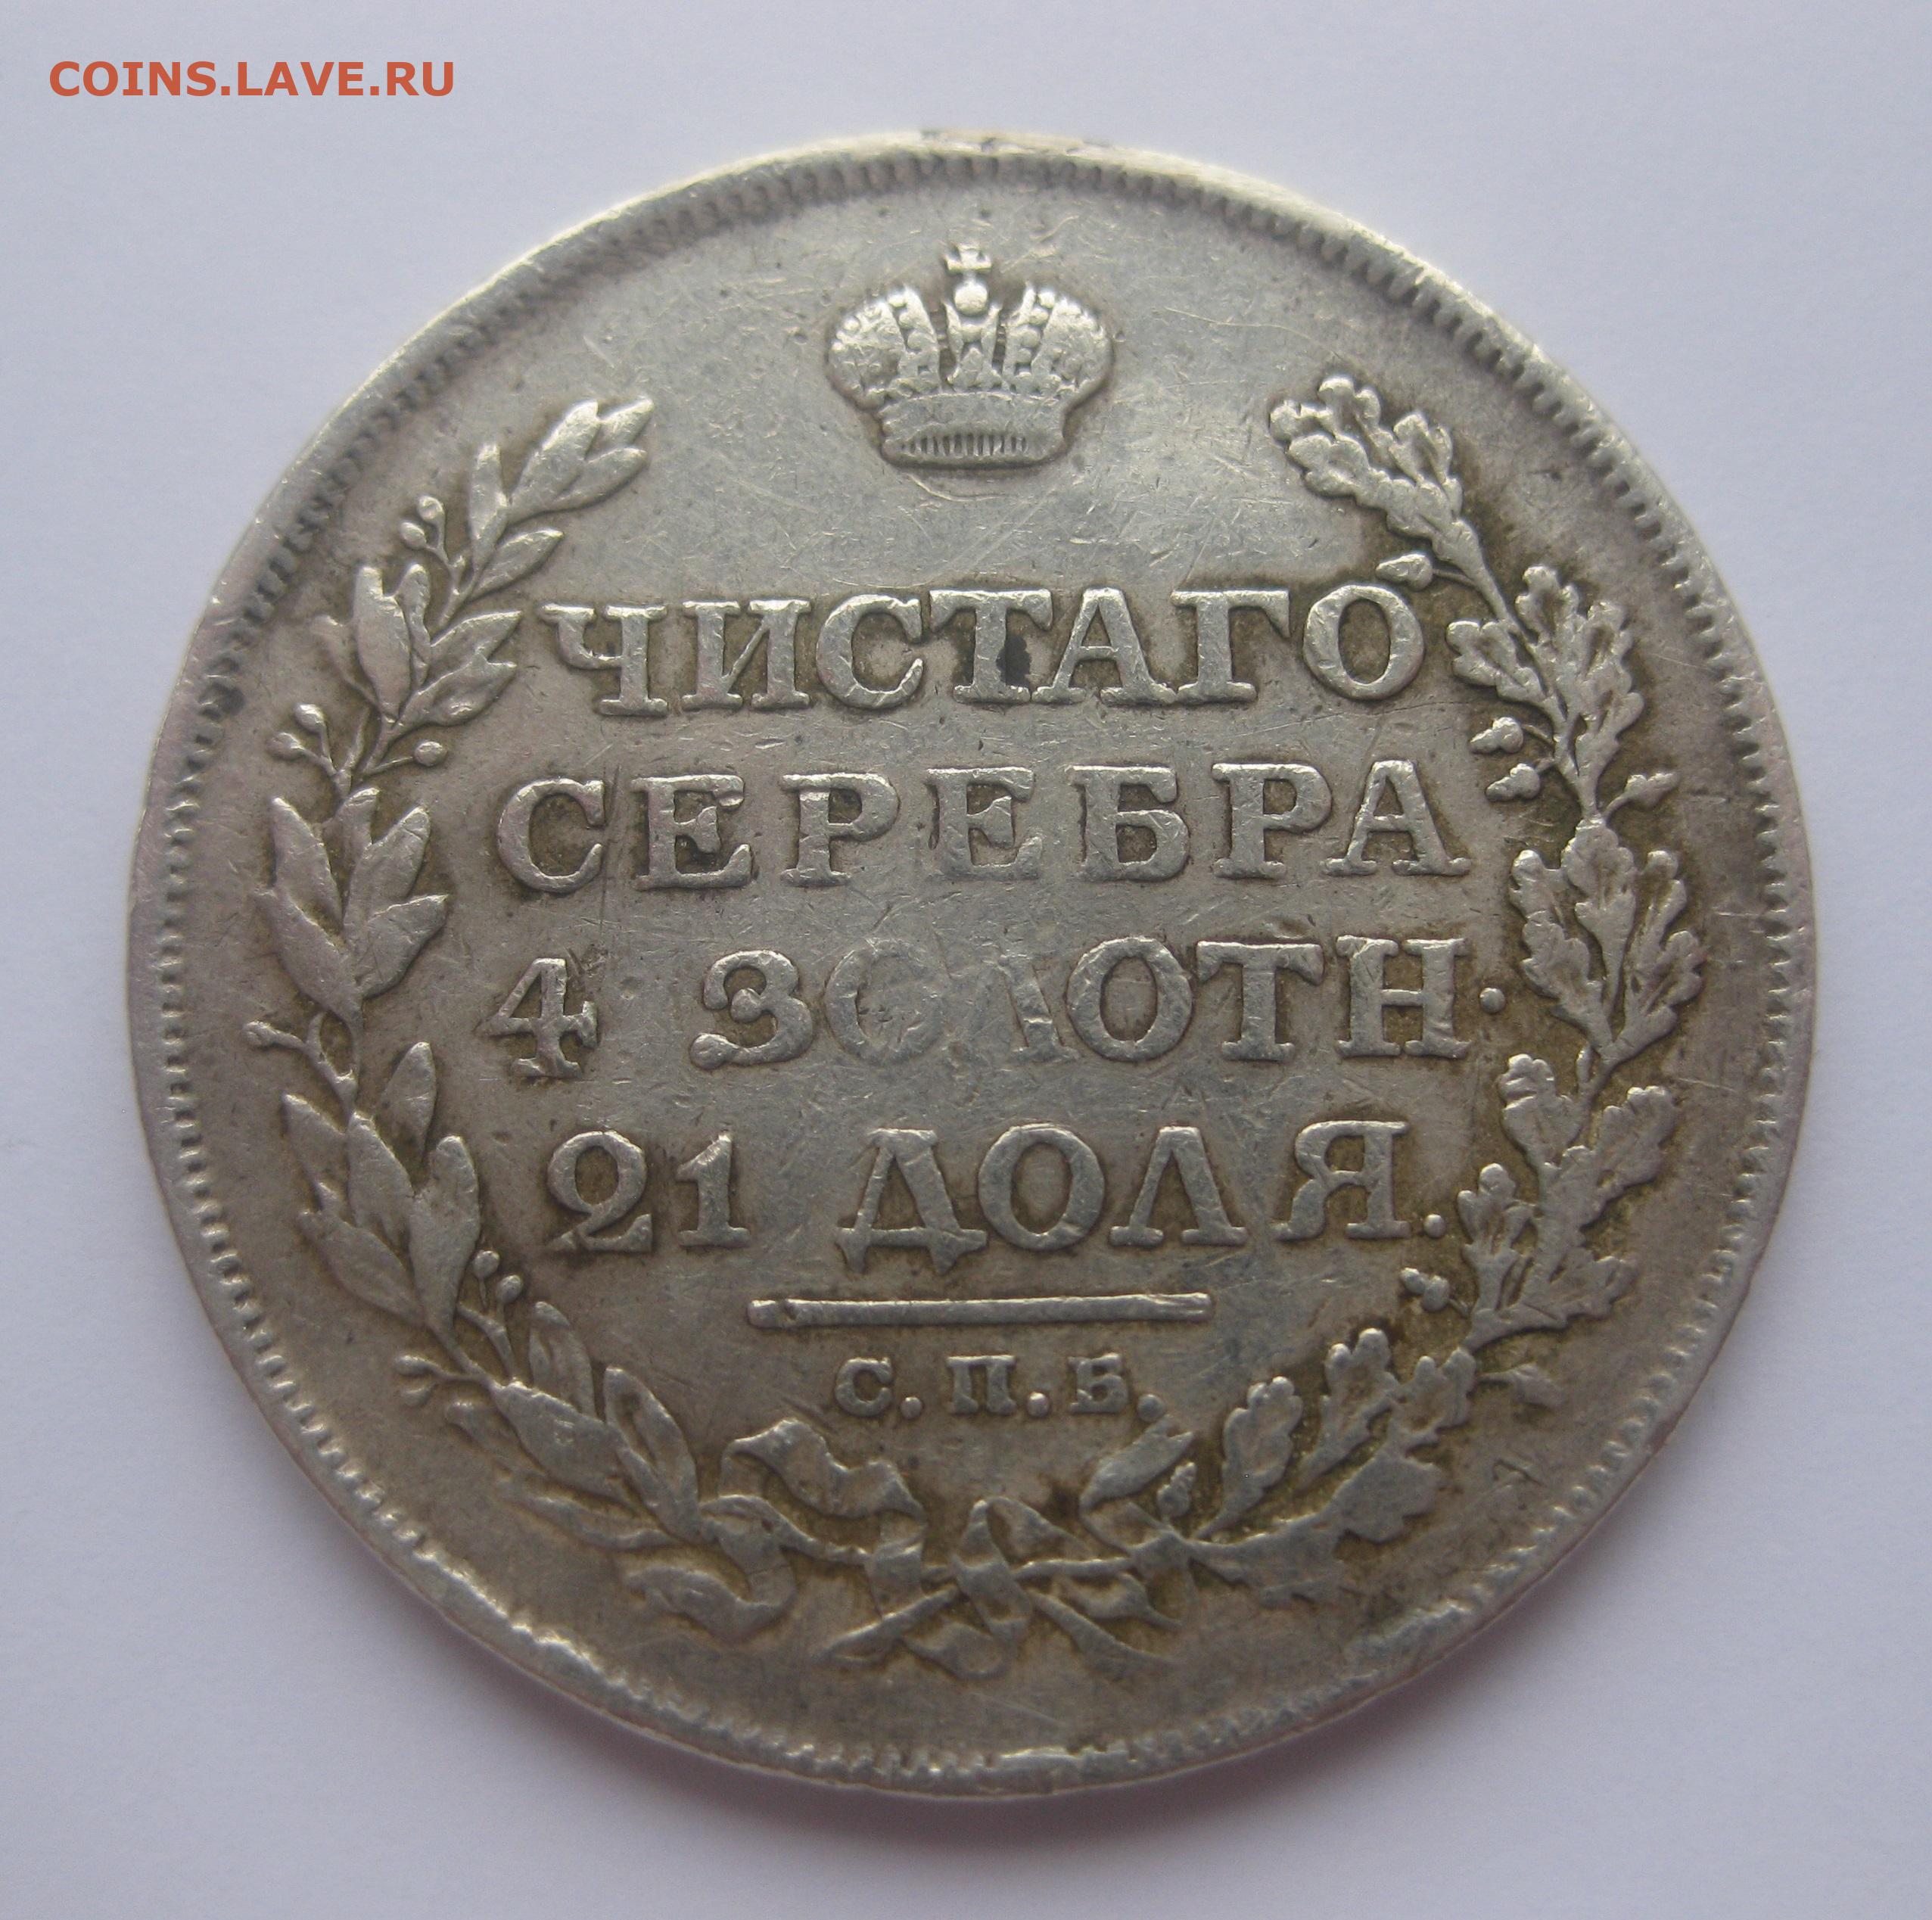 COINS.LAVE.RU
ЧИСТАГО
СЕРЕБРА
4 ЗОЛОТН.
21 ДОЛЯ.
С.П.Б.